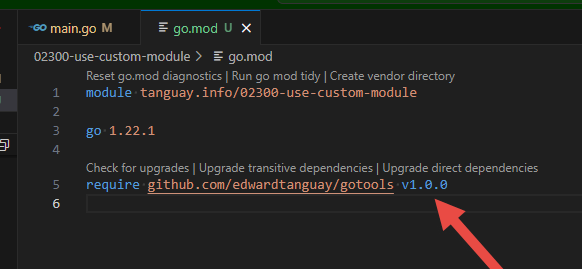 GO main.go M go.mod U ×
02300-use-custom-module > go.mod
Reset go.mod diagnostics | Run go mod tidy | Create vendor directory
1 module tanguay.info/02300-use-custom-module
2
3 go 1.22.1
4
Check for upgrades | Upgrade transitive dependencies | Upgrade direct dependencies
5 require github.com/edwardtanguay/gotools v1.0.0
6